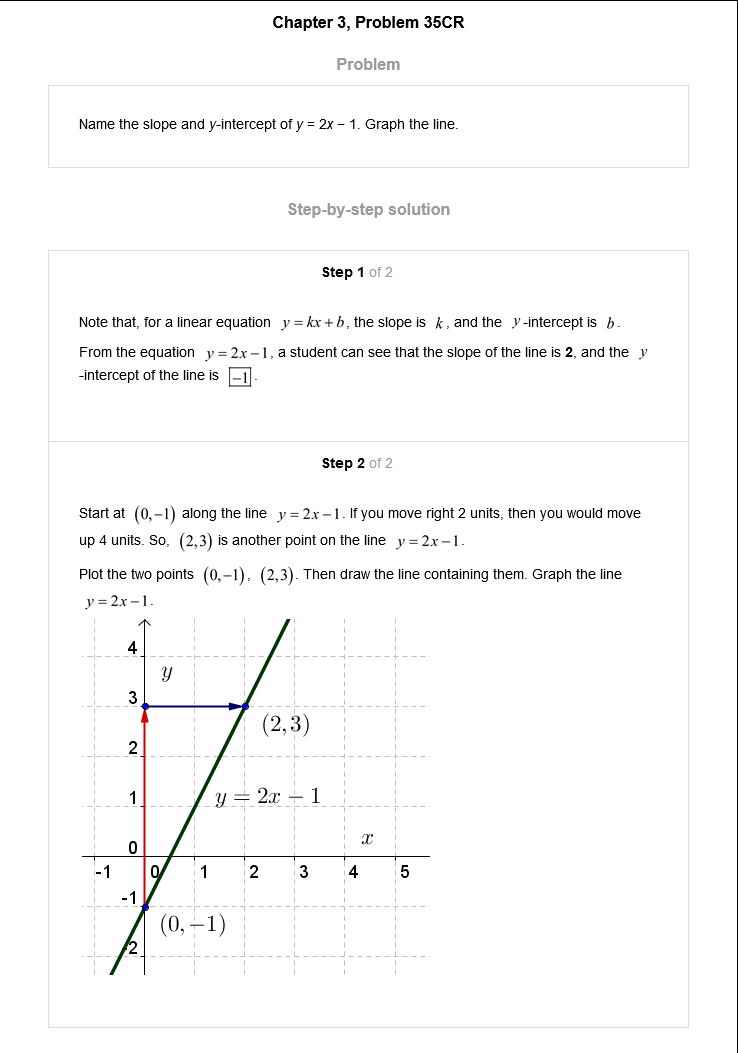 Chapter 3, Problem 35CR
Problem
Name the slope and y-intercept of y = 2x − 1. Graph the line.
Step-by-step solution
Step 1 of 2
Note that, for a linear equation y = kx + b, the slope is k, and the y-intercept is b.
From the equation y = 2x − 1, a student can see that the slope of the line is 2, and the y
-intercept of the line is −1.
Step 2 of 2
Start at (0,−1) along the line y = 2x − 1. If you move right 2 units, then you would move
up 4 units. So, (2,3) is another point on the line y = 2x − 1.
Plot the two points (0,−1), (2,3). Then draw the line containing them. Graph the line
y = 2x − 1.
4
y
3
(2,3)
2
1
y = 2x − 1
0
x
-1 0 1 2 3 4 5
-1
(0,−1)
2